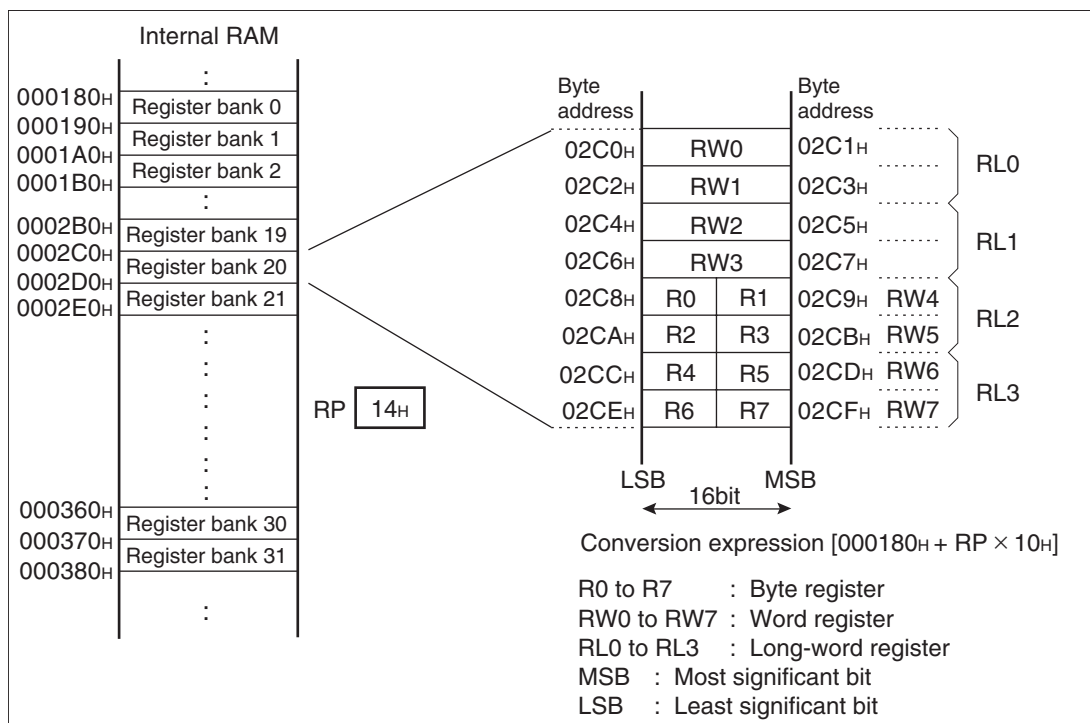 Internal RAM
:
000180H
Register bank 0
000190H
Register bank 1
0001A0H
Register bank 2
0001B0H
:
0002B0H
Register bank 19
0002C0H
Register bank 20
0002D0H
Register bank 21
0002E0H
:
:
:
:
:
:
RP 14H
000360H
Register bank 30
000370H
Register bank 31
000380H
:
Byte address
Byte address
02C0H RW0 02C1H
RL0
02C2H RW1 02C3H
02C4H RW2 02C5H
RL1
02C6H RW3 02C7H
02C8H R0 R1 02C9H RW4
RL2
02CAH R2 R3 02CBH RW5
02CCH R4 R5 02CDH RW6
RL3
02CEH R6 R7 02CFH RW7
LSB MSB
16bit
Conversion expression [000180H + RP × 10H]
R0 to R7 : Byte register
RW0 to RW7 : Word register
RL0 to RL3 : Long-word register
MSB : Most significant bit
LSB : Least significant bit